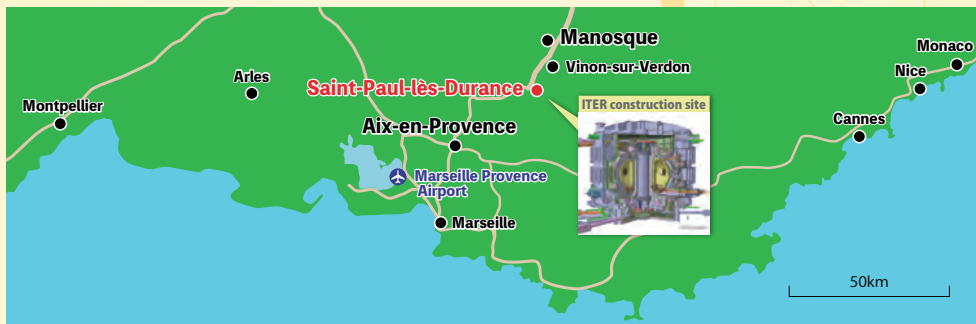 Manosque
Monaco
Vinon-sur-Verdon
Nice
Arles
Saint-Paul-lès-Durance
Montpellier
ITER construction site
Cannes
Aix-en-Provence
Marseille Provence
Airport
Marseille
50km